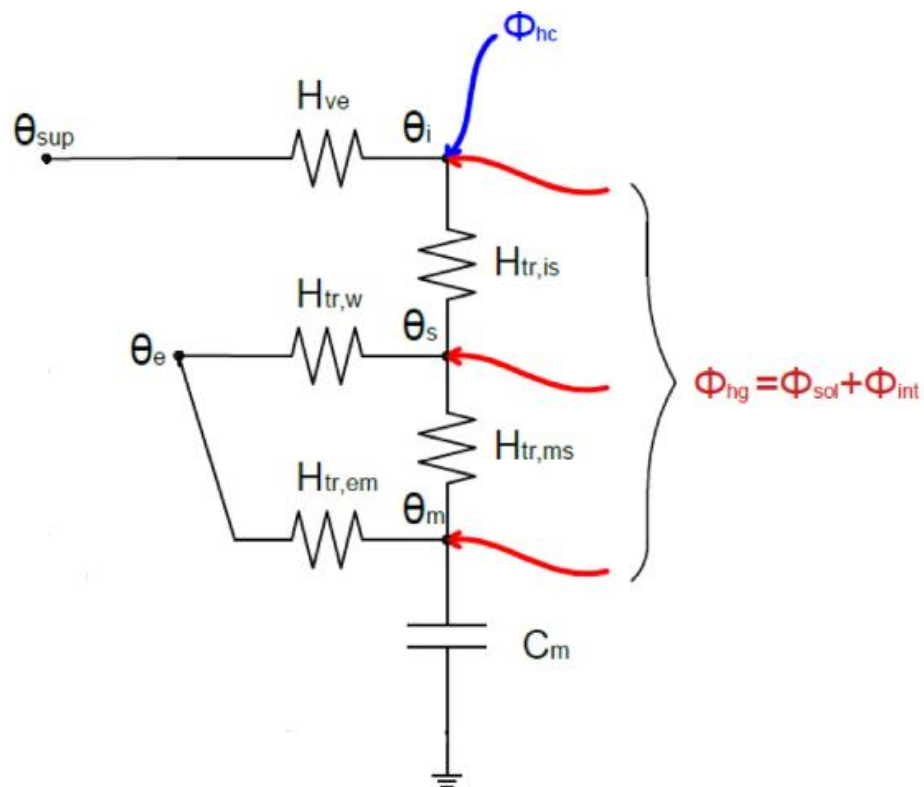 Φhc
Hve
θsup
θi
Htr,is
Htr,w
θs
θe
Φhg=Φsol+Φint
Htr,ms
Htr,em
θm
Cm